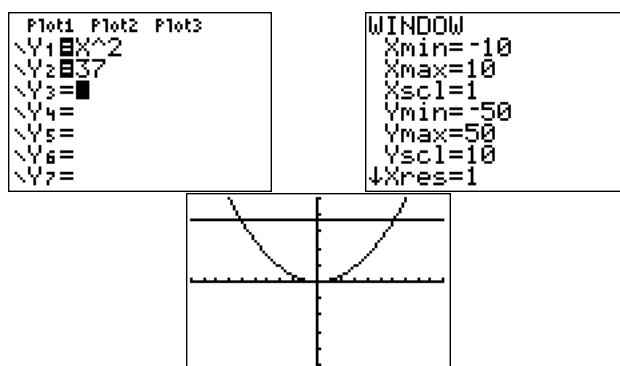 Plot1 Plot2 Plot3
\Y1=X^2
\Y2=37
\Y3=
\Y4=
\Y5=
\Y6=
\Y7=
WINDOW
Xmin=-10
Xmax=10
Xscl=1
Ymin=-50
Ymax=50
Yscl=10
↓Xres=1